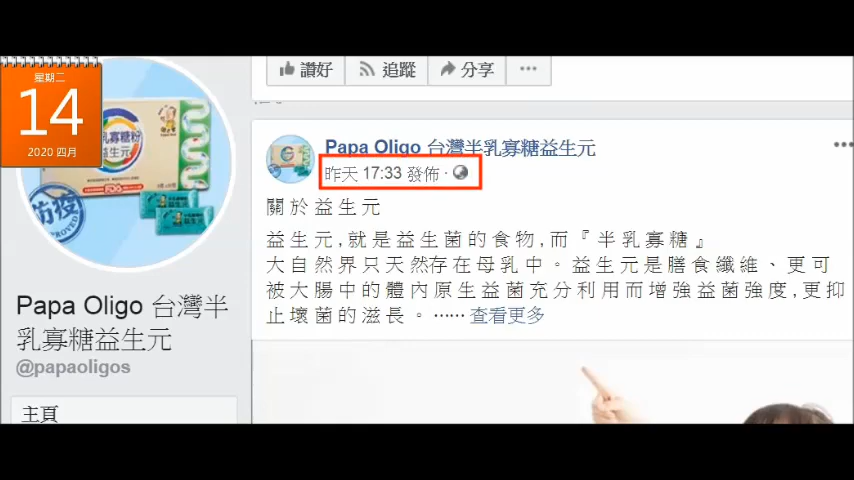 星期二
14
2020 四月
乳寡糖粉
益生元
FDA
防疫
Papa Oligo 台灣半
乳寡糖益生元
@papaoligos
主頁
讚好
追蹤
分享
Papa Oligo 台灣半乳寡糖益生元
昨天 17:33 發佈 ·
關於益生元
益生元,就是益生菌的食物,而『半乳寡糖』
大自然界只天然存在母乳中。益生元是膳食纖維、更可
被大腸中的體內原生益菌充分利用而增強益菌強度,更抑
止壞菌的滋長。⋯⋯ 查看更多